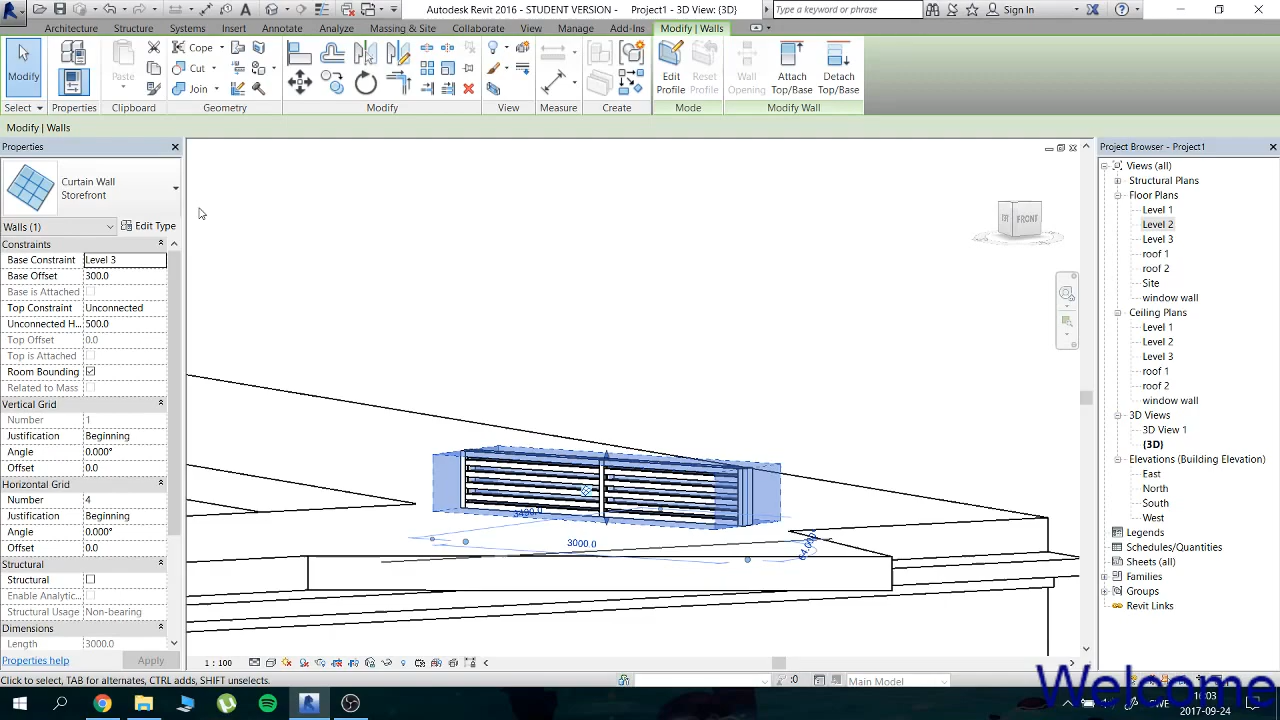 Autodesk Revit 2016 - STUDENT VERSION - Project1 - 3D View: {3D}
Type a keyword or phrase
Sign In
Architecture Structure Systems Insert Annotate Analyze Massing & Site Collaborate View Manage Add-Ins Modify | Walls
Modify
Paste
Cope
Cut
Join
Edit Profile
Reset Profile
Wall Opening
Attach Top/Base
Detach Top/Base
Select Properties Clipboard Geometry Modify View Measure Create Mode Modify Wall
Modify | Walls
Properties
Curtain Wall
Storefront
Walls (1) Edit Type
Constraints
Base Constraint Level 3
Base Offset 300.0
Base is Attached
Top Constraint Unconnected
Unconnected H... 500.0
Top Offset 0.0
Top is Attached
Room Bounding
Related to Mass
Vertical Grid
Number 1
Justification Beginning
Angle 0.000°
Offset 0.0
Horizontal Grid
Number 4
Justification Beginning
Angle 0.000°
Offset 0.0
Structural
Structural
Enable Analytic...
Structural Usage Non-bearing
Dimensions
Length 3000.0
Properties help Apply
FRONT
3400.0
3000.0
64.000°
Project Browser - Project1
Views (all)
Structural Plans
Floor Plans
Level 1
Level 2
Level 3
roof 1
roof 2
Site
window wall
Ceiling Plans
Level 1
Level 2
Level 3
roof 1
roof 2
window wall
3D Views
3D View 1
{3D}
Elevations (Building Elevation)
East
North
South
West
Legends
Schedules/Quantities
Sheets (all)
Families
Groups
Revit Links
1 : 100
Click to select, TAB for alternates, CTRL adds, SHIFT unselects.
:0
Main Model
Welcome
SWE
16:03
2017-09-24